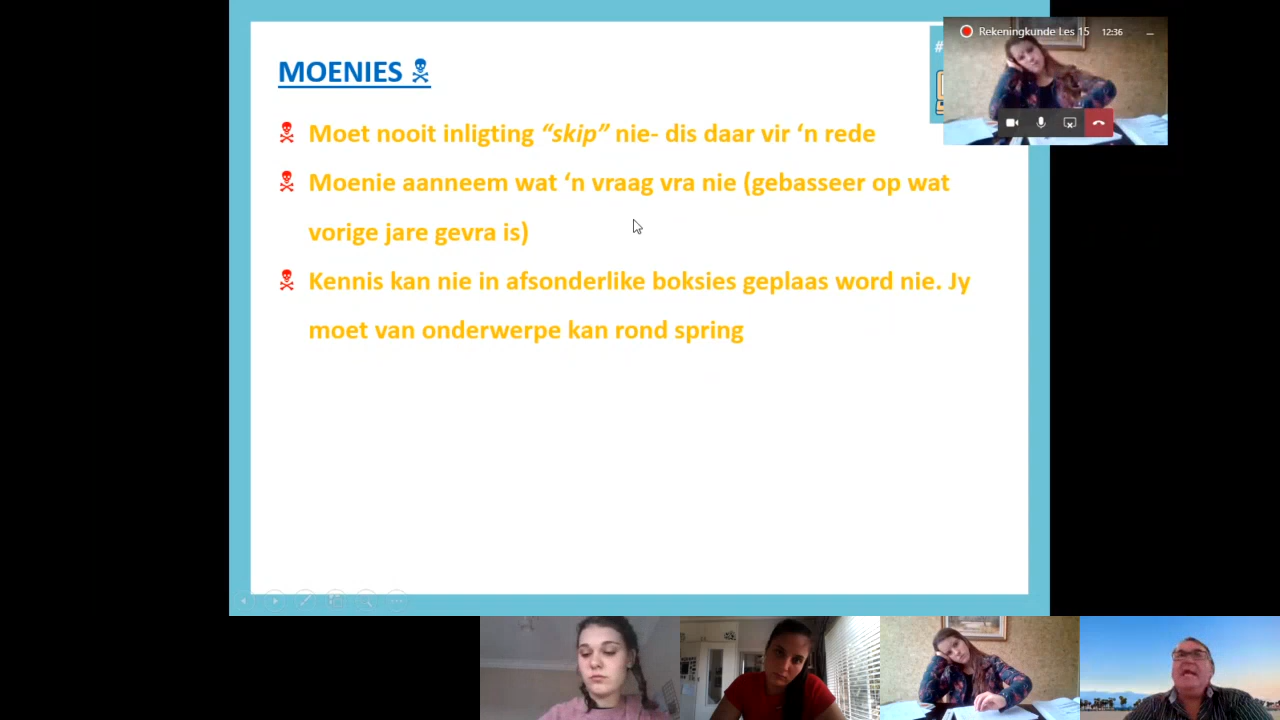 MOENIES
Moet nooit inligting “skip” nie- dis daar vir ‘n rede
Moenie aanneem wat ‘n vraag vra nie (gebasseer op wat
vorige jare gevra is)
Kennis kan nie in afsonderlike boksies geplaas word nie. Jy
moet van onderwerpe kan rond spring
#
Rekeningkunde Les 15 12:36